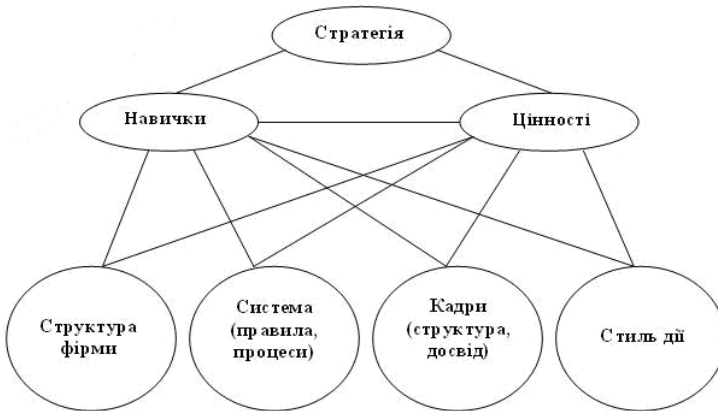 Стратегія
Навички
Цінності
Структура
фірми
Система
(правила,
процеси)
Кадри
(структура,
досвід)
Стиль дії